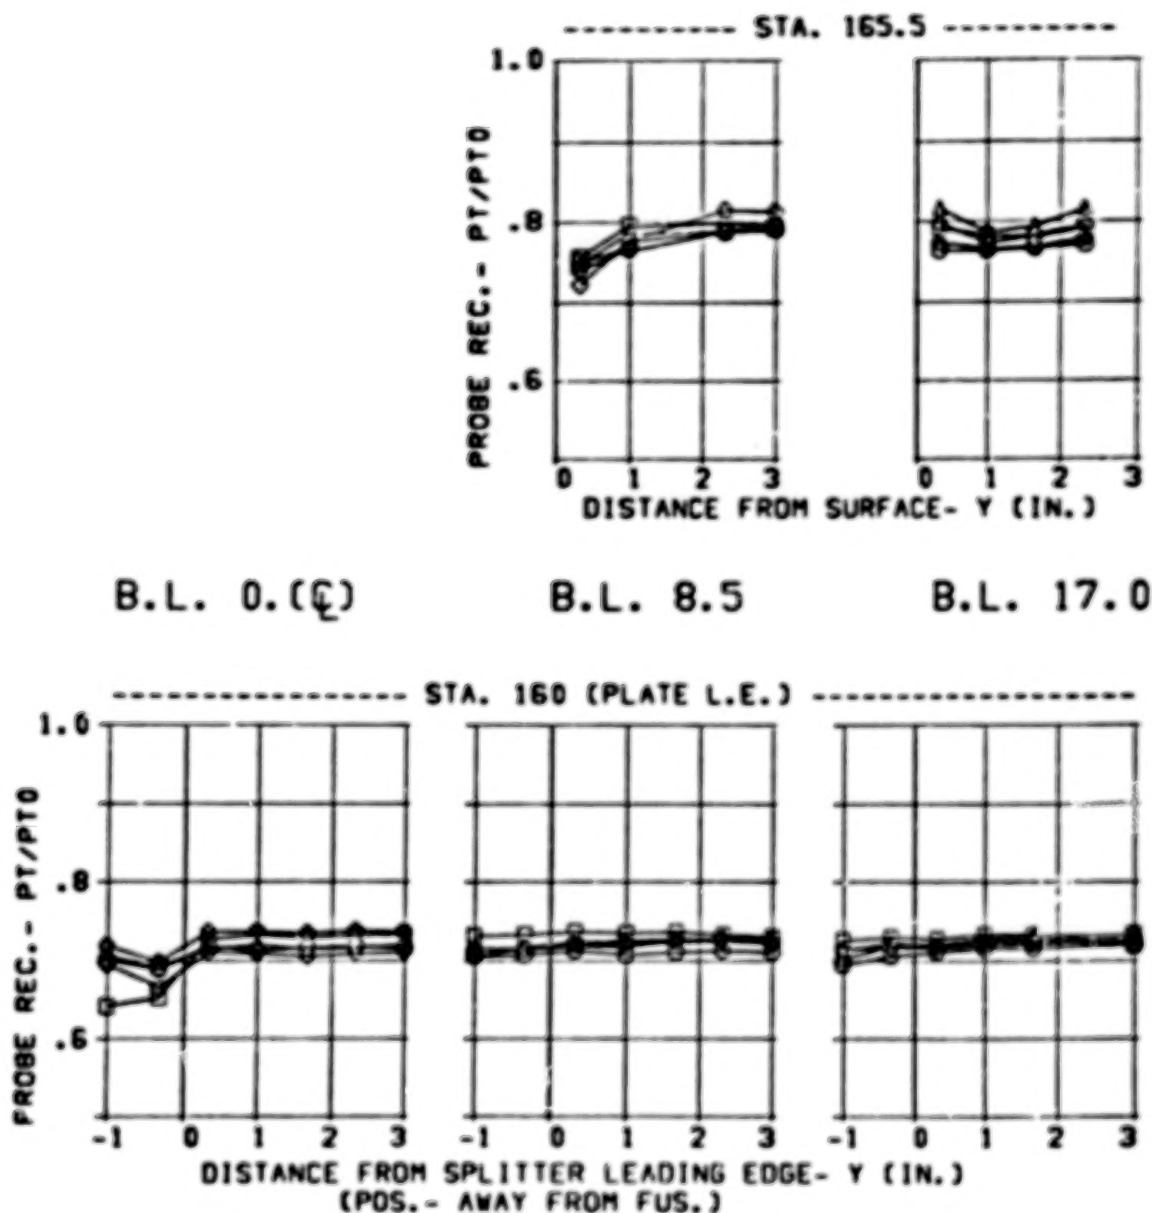 STA. 165.5
1.0
.8
.6
PROBE REC.- PT/PTO
0 1 2 3 0 1 2 3
DISTANCE FROM SURFACE- Y (IN.)
B.L. 0.(℄) B.L. 8.5 B.L. 17.0
STA. 160 (PLATE L.E.)
1.0
.8
.6
PROBE REC.- PT/PTO
-1 0 1 2 3 -1 0 1 2 3 -1 0 1 2 3
DISTANCE FROM SPLITTER LEADING EDGE- Y (IN.)
(POS.- AWAY FROM FUS.)